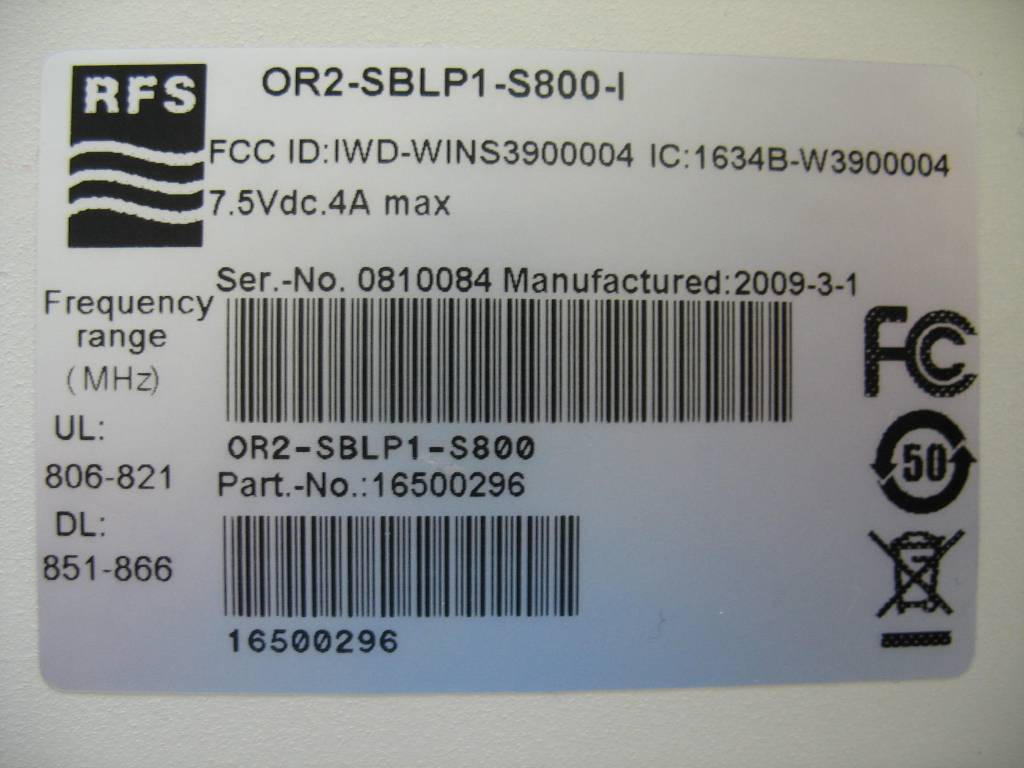 RFS
OR2-SBLP1-S800-I
FCC ID:IWD-WINS3900004 IC:1634B-W3900004
7.5Vdc.4A max
Ser.-No. 0810084 Manufactured:2009-3-1
Frequency
range
(MHz)
UL:
806-821
DL:
851-866
OR2-SBLP1-S800
Part.-No.:16500296
16500296
FC
50